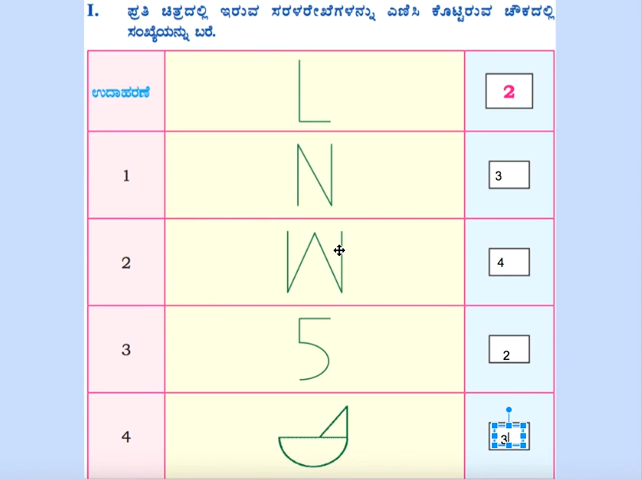 I. ಪ್ರತಿ ಚಿತ್ರದಲ್ಲಿ ಇರುವ ಸರಳರೇಖೆಗಳನ್ನು ಎಣಿಸಿ ಕೊಟ್ಟಿರುವ ಚೌಕದಲ್ಲಿ
ಸಂಖ್ಯೆಯನ್ನು ಬರೆ.
ಉದಾಹರಣೆ L 2
1 N 3
2 W 4
3 5 2
4 3